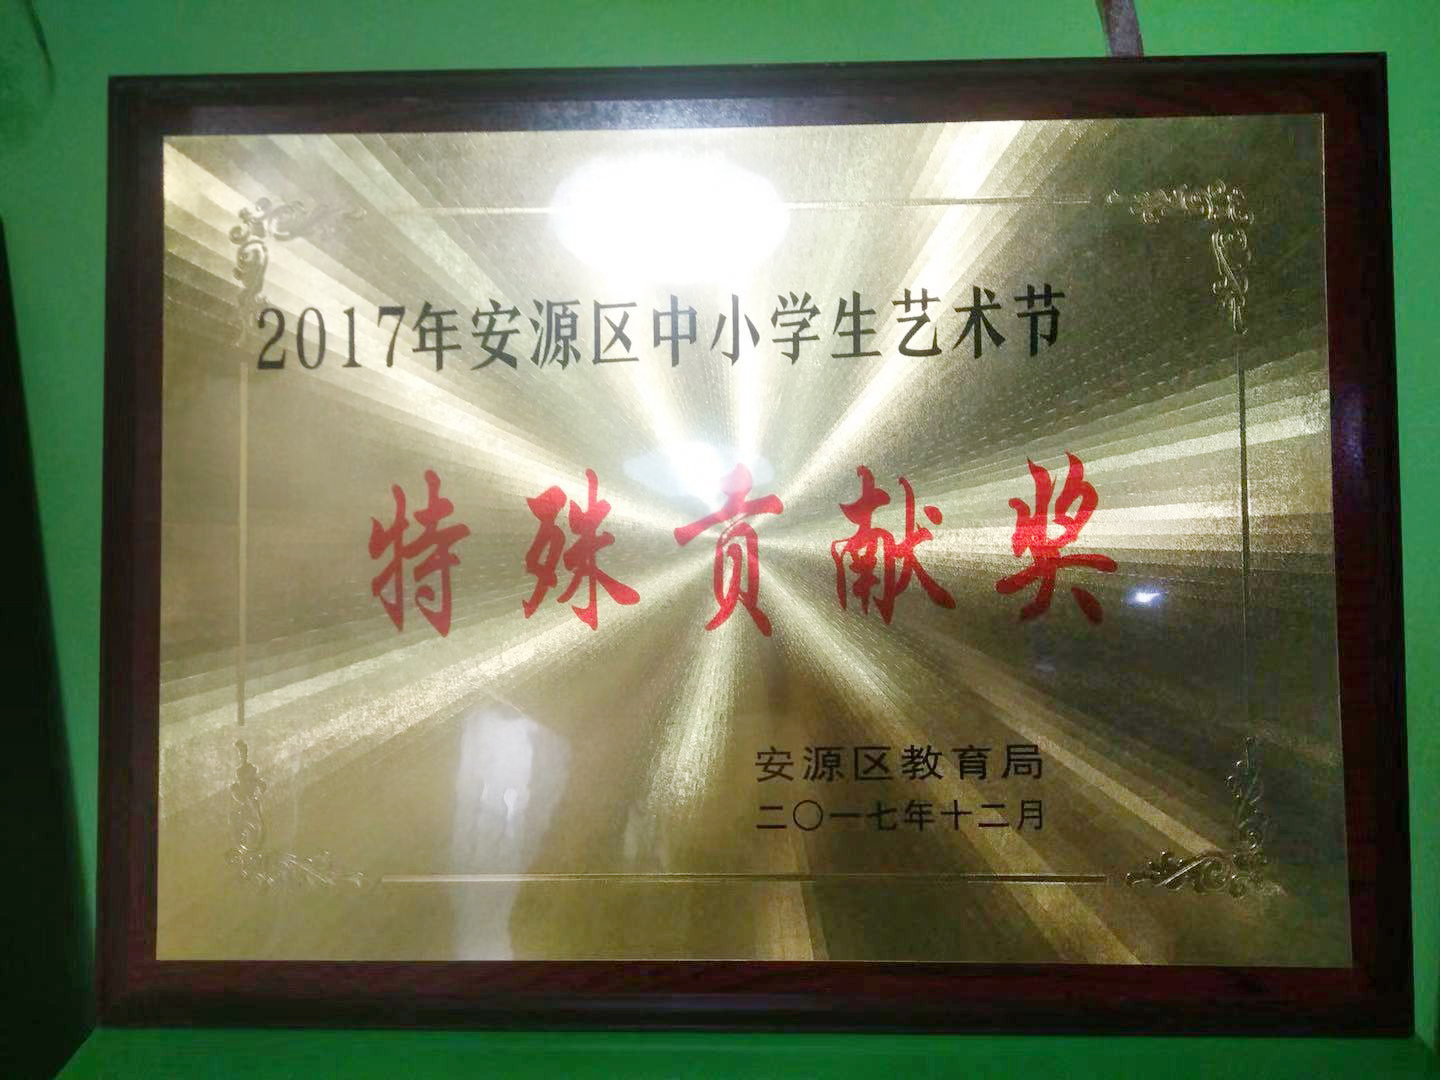 2017年安源区中小学生艺术节
特殊贡献奖
安源区教育局
二〇一七年十二月